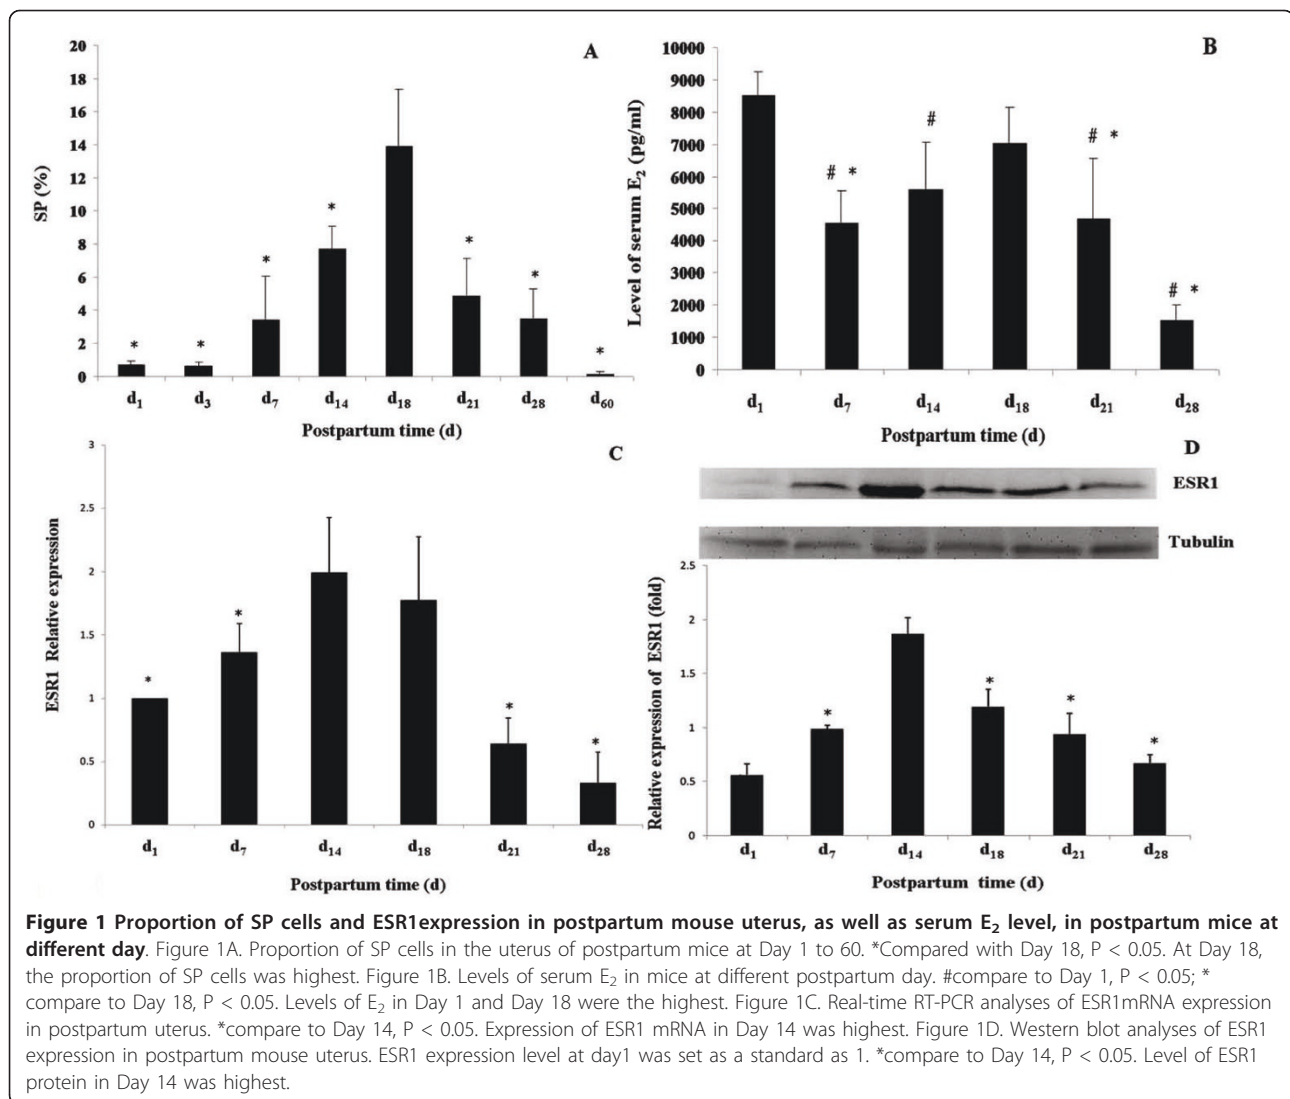 A
20
18
16
14
12
10
8
6
4
2
0
SP (%)
* * * * * * *
d1 d3 d7 d14 d18 d21 d28 d60
Postpartum time (d)
B
10000
9000
8000
7000
6000
5000
4000
3000
2000
1000
0
Level of serum E2 (pg/ml)
# * # # * # *
d1 d7 d14 d18 d21 d28
Postpartum time (d)
C
3
2.5
2
1.5
1
0.5
0
ESR1 Relative expression
* * * *
d1 d7 d14 d18 d21 d28
Postpartum time (d)
D
ESR1
Tubulin
2.5
2
1.5
1
0.5
0
Relative expression of ESR1 (fold)
* * * *
d1 d7 d14 d18 d21 d28
Postpartum time (d)
Figure 1 Proportion of SP cells and ESR1expression in postpartum mouse uterus, as well as serum E2 level, in postpartum mice at
different day. Figure 1A. Proportion of SP cells in the uterus of postpartum mice at Day 1 to 60. *Compared with Day 18, P < 0.05. At Day 18,
the proportion of SP cells was highest. Figure 1B. Levels of serum E2 in mice at different postpartum day. #compare to Day 1, P < 0.05; *
compare to Day 18, P < 0.05. Levels of E2 in Day 1 and Day 18 were the highest. Figure 1C. Real-time RT-PCR analyses of ESR1mRNA expression
in postpartum uterus. *compare to Day 14, P < 0.05. Expression of ESR1 mRNA in Day 14 was highest. Figure 1D. Western blot analyses of ESR1
expression in postpartum mouse uterus. ESR1 expression level at day1 was set as a standard as 1. *compare to Day 14, P < 0.05. Level of ESR1
protein in Day 14 was highest.